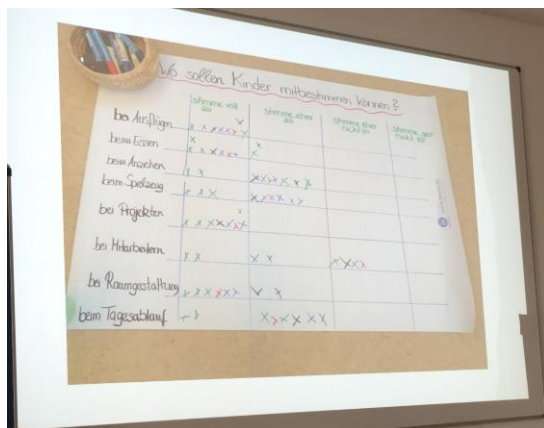 Wo sollen Kinder mitbestimmen können?
stimme voll zu
stimme eher zu
stimme eher nicht zu
stimme gar nicht zu
bei Ausflügen
beim Essen
beim Anziehen
beim Spielzeug
bei Projekten
bei Mitarbeitern
bei Raumgestaltung
beim Tagesablauf